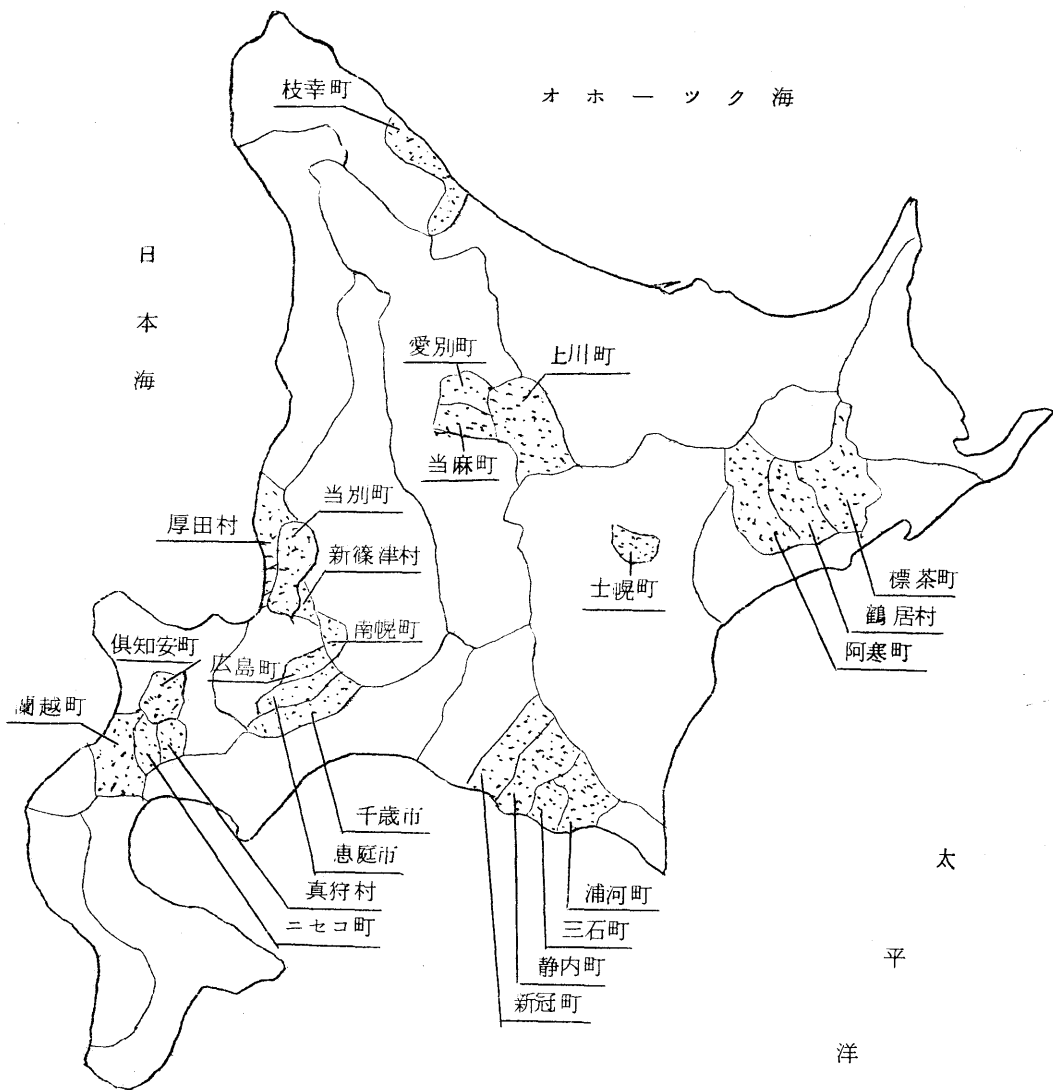 オホーツク海
枝幸町
日本海
愛別町
上川町
当麻町
当別町
厚田村
新篠津村
士幌町
標茶町
鶴居村
阿寒町
南幌町
倶知安町
広島町
蘭越町
千歳市
恵庭市
真狩村
ニセコ町
浦河町
三石町
静内町
新冠町
太平洋